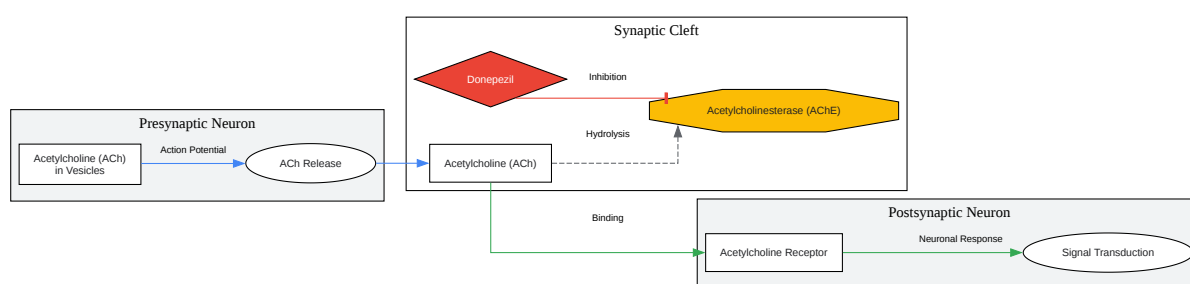 Synaptic Cleft
Donepezil
Inhibition
Acetylcholinesterase (AChE)
Hydrolysis
Acetylcholine (ACh)
Presynaptic Neuron
Acetylcholine (ACh)
in Vesicles
Action Potential
ACh Release
Binding
Postsynaptic Neuron
Acetylcholine Receptor
Neuronal Response
Signal Transduction